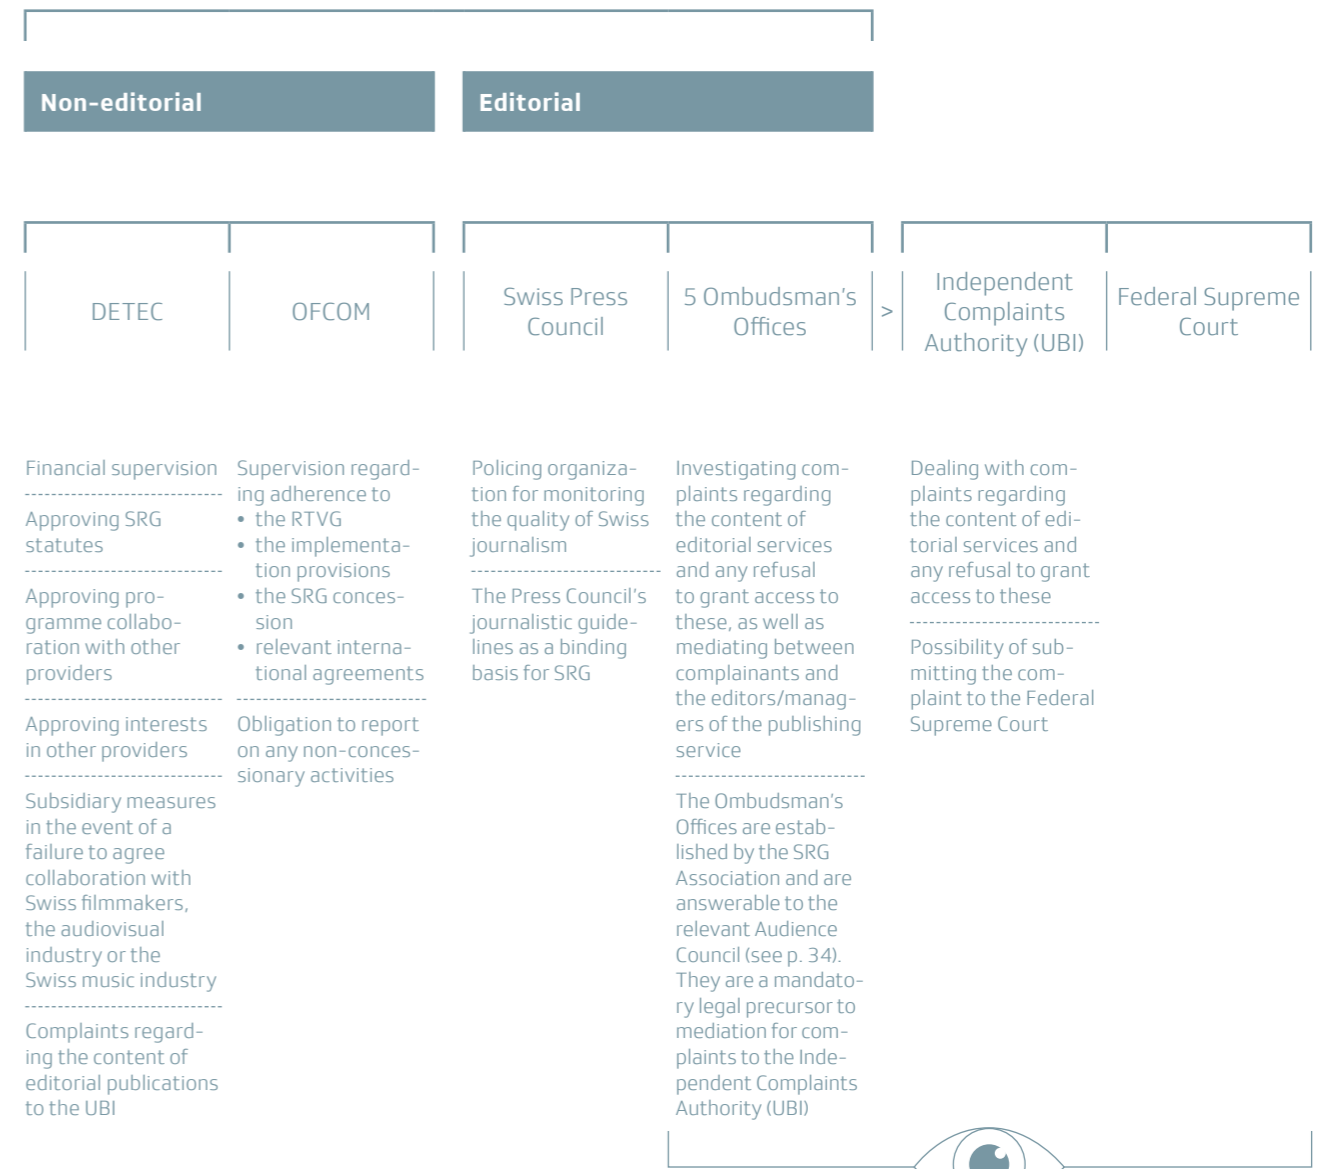 Non-editorial
Editorial
DETEC
OFCOM
Swiss Press
Council
5 Ombudsman's
Offices
>
Independent
Complaints
Authority (UBI)
Federal Supreme
Court
Financial supervision
Approving SRG
statutes
Approving pro-
gramme collabo-
ration with other
providers
Approving interests
in other providers
Subsidiary measures
in the event of a
failure to agree
collaboration with
Swiss filmmakers,
the audiovisual
industry or the
Swiss music industry
Complaints regard-
ing the content of
editorial publications
to the UBI
Supervision regard-
ing adherence to
• the RTVG
• the implementa-
tion provisions
• the SRG conces-
sion
• relevant interna-
tional agreements
Obligation to report
on any non-conces-
sionary activities
Policing organiza-
tion for monitoring
the quality of Swiss
journalism
The Press Council's
journalistic guide-
lines as a binding
basis for SRG
Investigating com-
plaints regarding
the content of
editorial services
and any refusal
to grant access to
these, as well as
mediating between
complainants and
the editors/manag-
ers of the publishing
service
The Ombudsman's
Offices are estab-
lished by the SRG
Association and are
answerable to the
relevant Audience
Council (see p. 34).
They are a mandato-
ry legal precursor to
mediation for com-
plaints to the Inde-
pendent Complaints
Authority (UBI)
Dealing with com-
plaints regarding
the content of edi-
torial services and
any refusal to grant
access to these
Possibility of sub-
mitting the com-
plaint to the Federal
Supreme Court